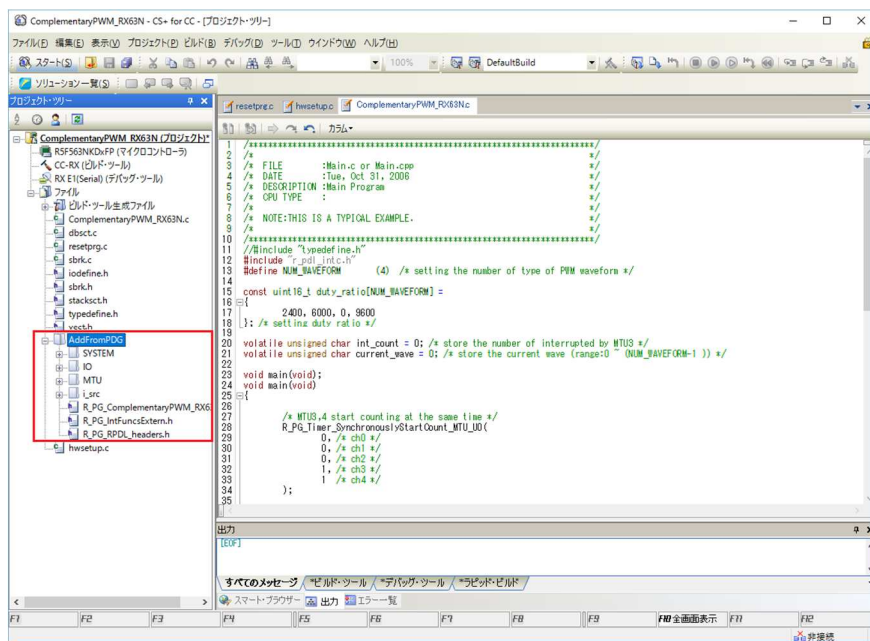 ComplementaryPWM_RX63N - CS+ for CC - [プロジェクト・ツリー]
ファイル(F) 編集(E) 表示(V) プロジェクト(P) ビルド(B) デバッグ(D) ツール(T) ウインドウ(W) ヘルプ(H)
スタート(S) 100% DefaultBuild
ソリューション一覧(S)
プロジェクト・ツリー
ComplementaryPWM_RX63N (プロジェクト)*
R5F563NKDxFP (マイクロコントローラ)
CC-RX (ビルド・ツール)
RX E1(Serial) (デバッグ・ツール)
ファイル
ビルド・ツール生成ファイル
ComplementaryPWM_RX63N.c
dbsct.c
resetprg.c
sbrk.c
iodefine.h
sbrk.h
stacksct.h
typedefine.h
vect.h
AddFromPDG
SYSTEM
IO
MTU
i_src
R_PG_ComplementaryPWM_RX6
R_PG_IntFuncsExtern.h
R_PG_RPDL_headers.h
hwsetup.c
resetprg.c hwsetup.c ComplementaryPWM_RX63N.c
カラム
1 /***********************************************************************/
2 /* */
3 /* FILE :Main.c or Main.cpp */
4 /* DATE :Tue, Oct 31, 2006 */
5 /* DESCRIPTION :Main Program */
6 /* CPU TYPE : */
7 /* */
8 /* NOTE:THIS IS A TYPICAL EXAMPLE. */
9 /* */
10 /***********************************************************************/
11 //#include "typedefine.h"
12 #include "r_pdl_intc.h"
13 #define NUM_WAVEFORM (4) /* setting the number of type of PWM waveform */
14
15 const uint16_t duty_ratio[NUM_WAVEFORM] =
16 {
17 2400, 6000, 0, 9600
18 }; /* setting duty ratio */
19
20 volatile unsigned char int_count = 0; /* store the number of interrupted by MTU3 */
21 volatile unsigned char current_wave = 0; /* store the current wave (range:0 ~ (NUM_WAVEFORM-1 )) */
22
23 void main(void);
24 void main(void)
25 {
26
27 /* MTU3,4 start counting at the same time */
28 R_PG_Timer_SynchronouslyStartCount_MTU_U0(
29 0, /* ch0 */
30 0, /* ch1 */
31 0, /* ch2 */
32 1, /* ch3 */
33 1 /* ch4 */
34 );
35
出力
[EOF]
すべてのメッセージ *ビルド・ツール *デバッグ・ツール *ラピッド・ビルド
スマート・ブラウザー 出力 エラー一覧
F1 F2 F3 F4 F5 F6 F7 F8 F9 F10 全画面表示 F11 F12
非接続